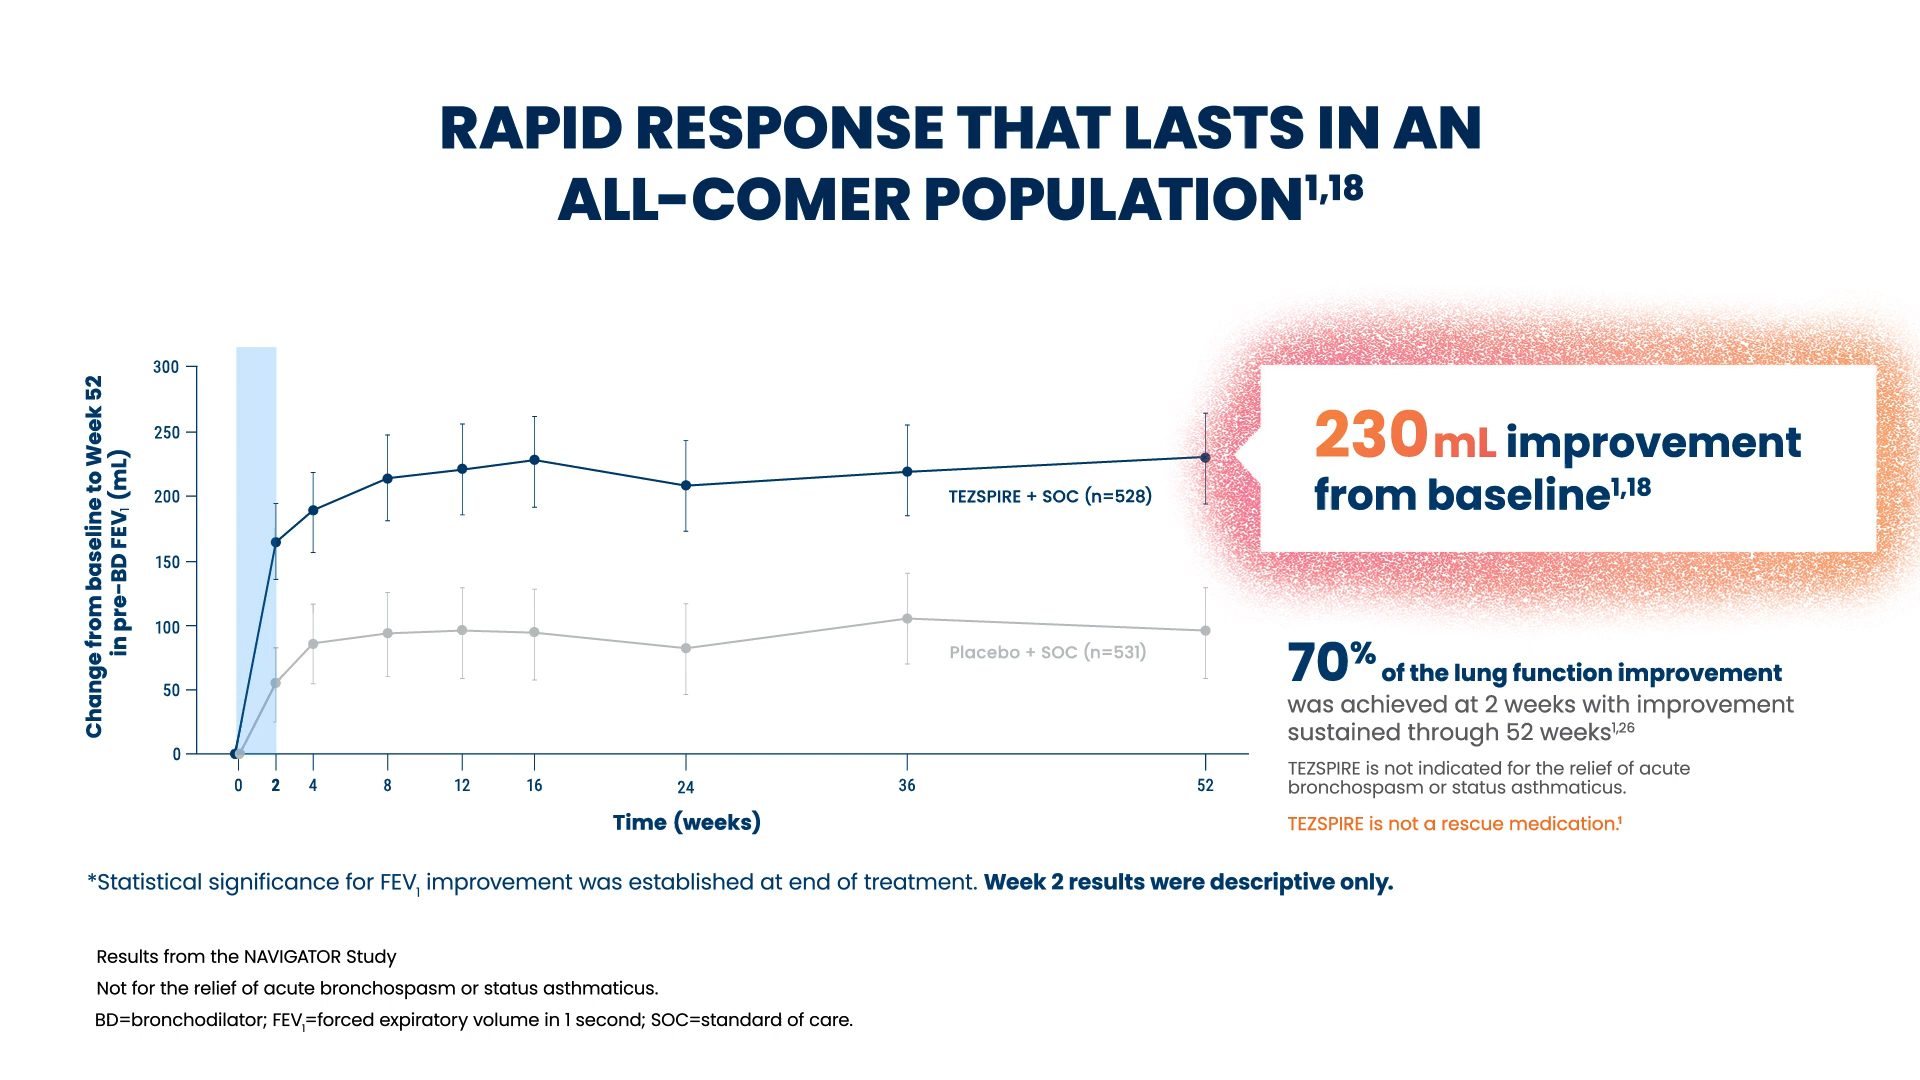 RAPID RESPONSE THAT LASTS IN AN
ALL-COMER POPULATION1,18
Change from baseline to Week 52
in pre-BD FEV1 (mL)
300
250
200
150
100
50
0
TEZSPIRE + SOC (n=528)
Placebo + SOC (n=531)
0 2 4 8 12 16 24 36 52
Time (weeks)
230 mL improvement
from baseline1,18
70% of the lung function improvement
was achieved at 2 weeks with improvement
sustained through 52 weeks1,26
TEZSPIRE is not indicated for the relief of acute
bronchospasm or status asthmaticus.
TEZSPIRE is not a rescue medication.1
*Statistical significance for FEV1 improvement was established at end of treatment. Week 2 results were descriptive only.
Results from the NAVIGATOR Study
Not for the relief of acute bronchospasm or status asthmaticus.
BD=bronchodilator; FEV1=forced expiratory volume in 1 second; SOC=standard of care.